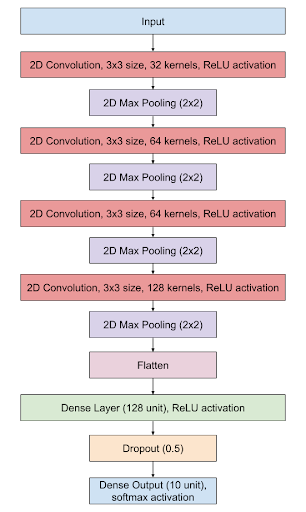 Input
2D Convolution, 3x3 size, 32 kernels, ReLU activation
2D Max Pooling (2x2)
2D Convolution, 3x3 size, 64 kernels, ReLU activation
2D Max Pooling (2x2)
2D Convolution, 3x3 size, 64 kernels, ReLU activation
2D Max Pooling (2x2)
2D Convolution, 3x3 size, 128 kernels, ReLU activation
2D Max Pooling (2x2)
Flatten
Dense Layer (128 unit), ReLU activation
Dropout (0.5)
Dense Output (10 unit),
softmax activation